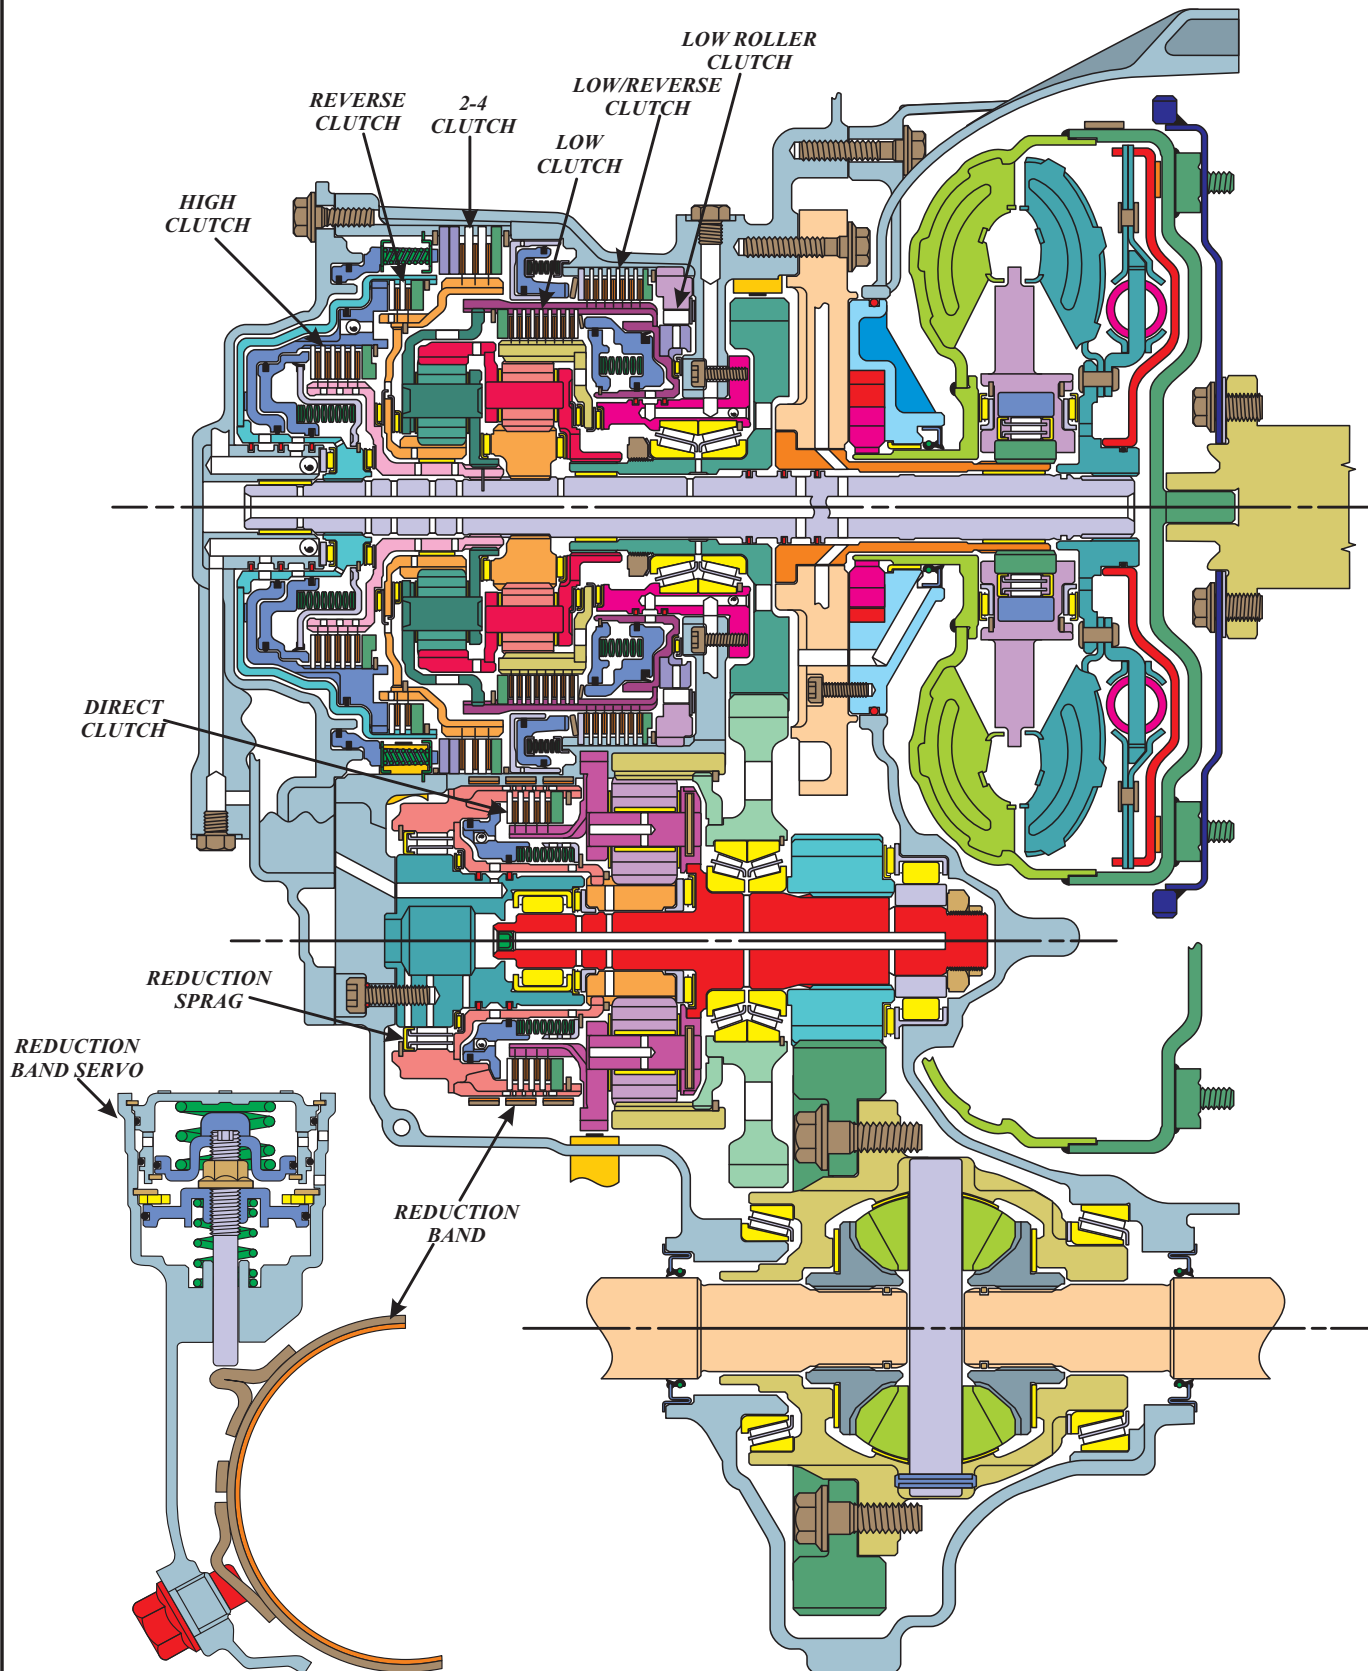 LOW ROLLER
CLUTCH
LOW/REVERSE
CLUTCH
REVERSE
CLUTCH
2-4
CLUTCH
LOW
CLUTCH
HIGH
CLUTCH
DIRECT
CLUTCH
REDUCTION
SPRAG
REDUCTION
BAND SERVO
REDUCTION
BAND